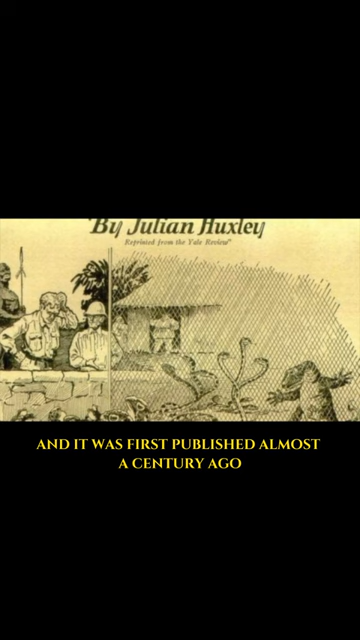 By Julian Huxley
Reprinted from the Yale Review"
AND IT WAS FIRST PUBLISHED ALMOST
A CENTURY AGO